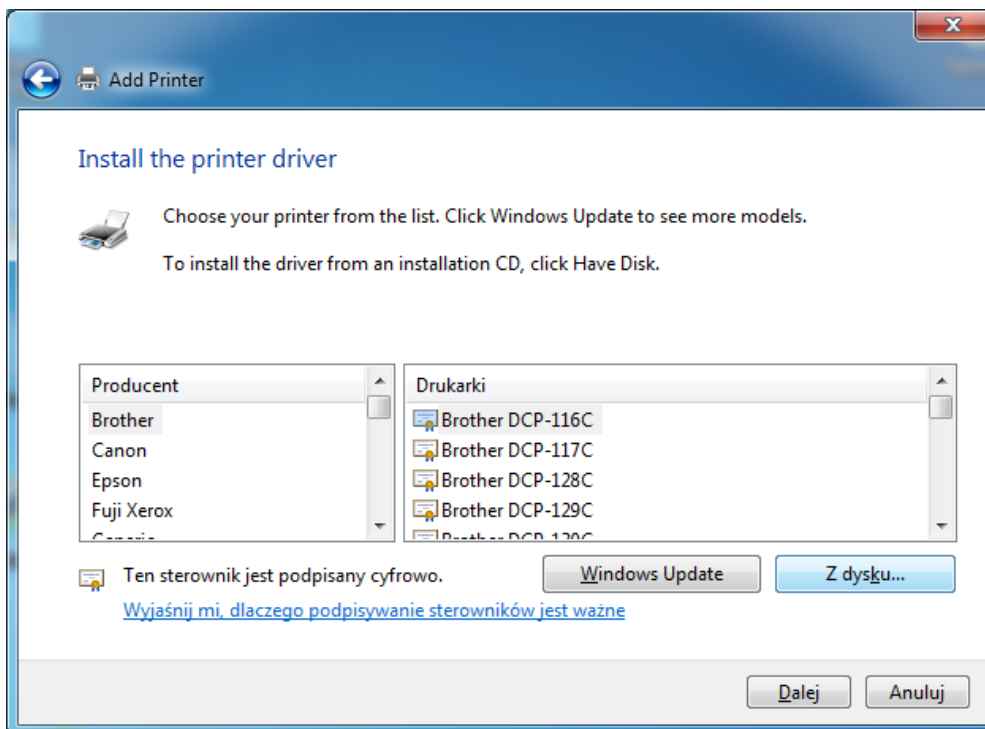 Add Printer
Install the printer driver
Choose your printer from the list. Click Windows Update to see more models.
To install the driver from an installation CD, click Have Disk.
Producent
Drukarki
Brother
Brother DCP-116C
Canon
Brother DCP-117C
Epson
Brother DCP-128C
Fuji Xerox
Brother DCP-129C
Ten sterownik jest podpisany cyfrowo.
Windows Update
Z dysku...
Wyjaśnij mi, dlaczego podpisywanie sterowników jest ważne
Dalej
Anuluj